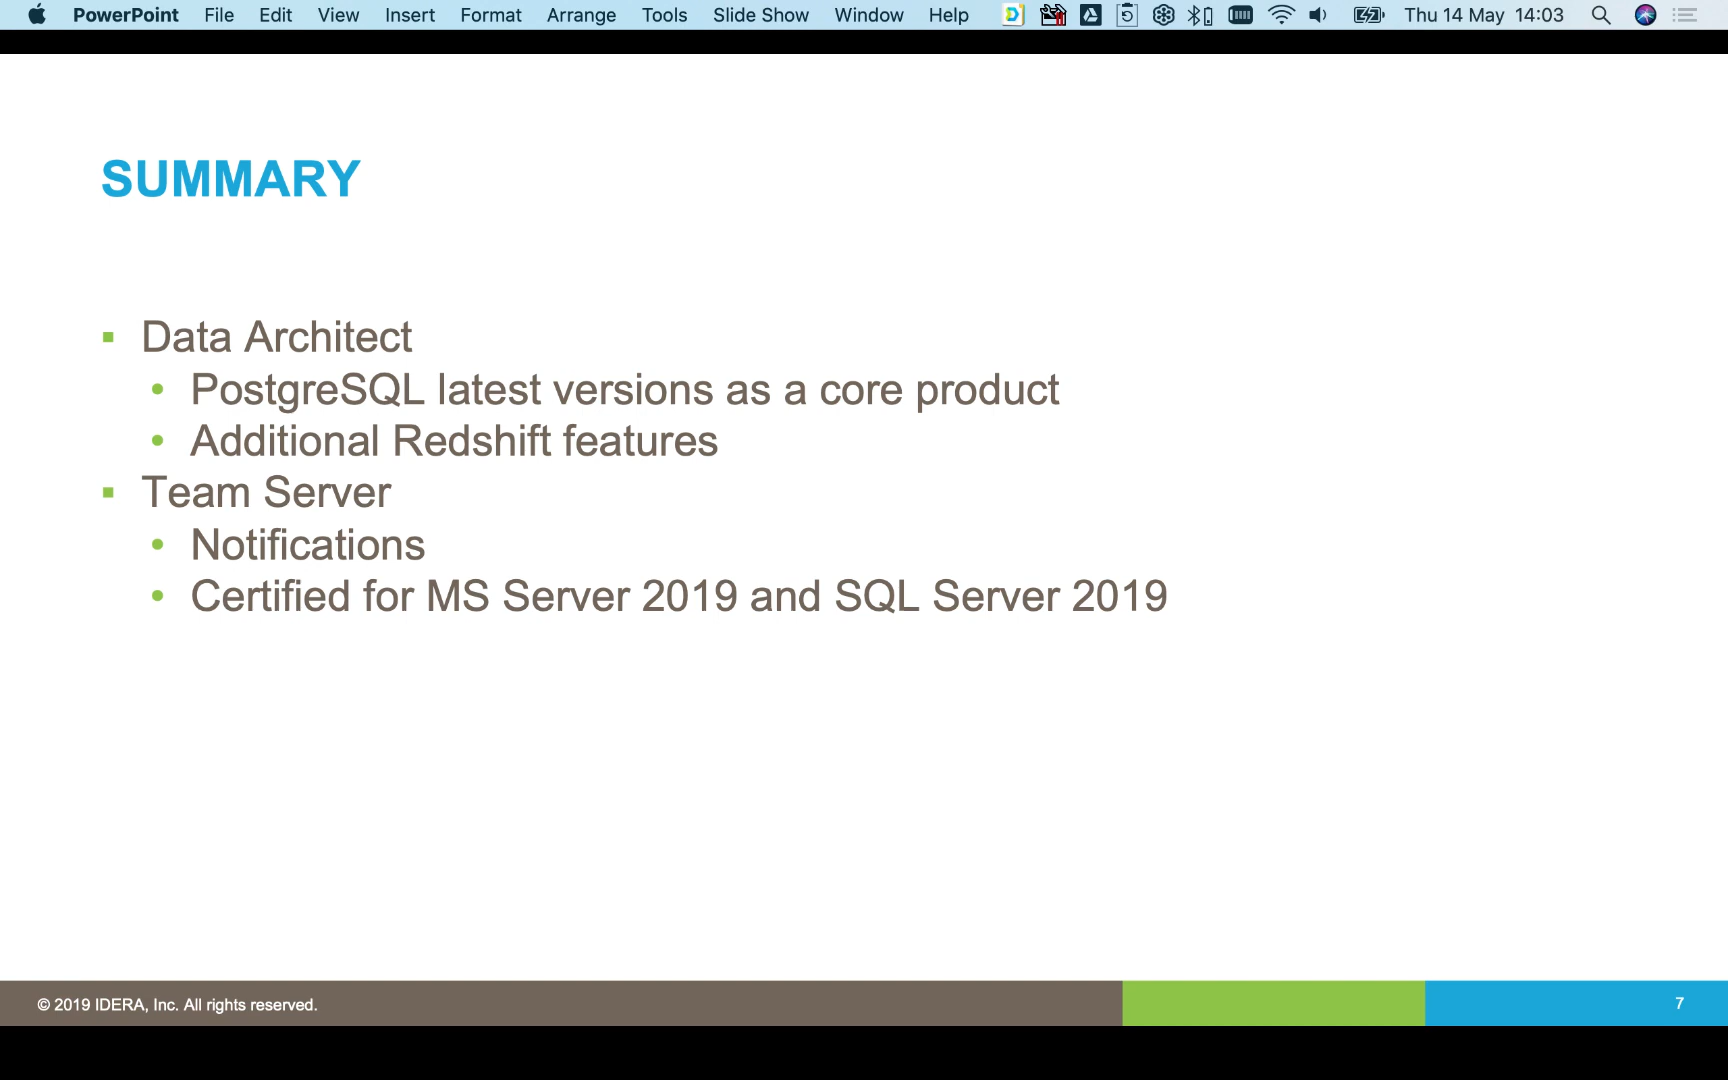 PowerPoint File Edit View Insert Format Arrange Tools Slide Show Window Help Thu 14 May 14:03
SUMMARY
▪ Data Architect
• PostgreSQL latest versions as a core product
• Additional Redshift features
▪ Team Server
• Notifications
• Certified for MS Server 2019 and SQL Server 2019
© 2019 IDERA, Inc. All rights reserved.
7